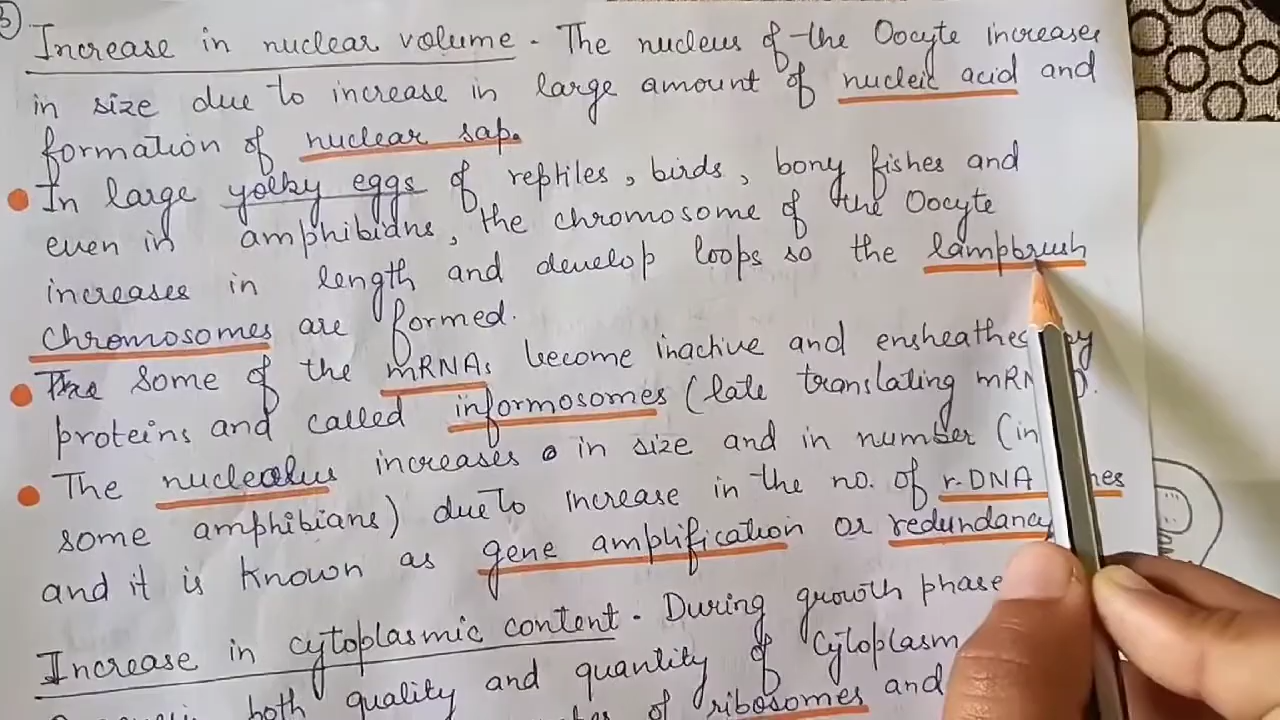 Increase in nuclear volume - The nucleus of the Oocyte increases
in size due to increase in large amount of nucleic acid and
formation of nuclear sap.
In large yolky eggs of reptiles, birds, bony fishes and
even in amphibians, the chromosome of the Oocyte
increases in length and develop loops so the lampbrush
chromosomes are formed.
some of the mRNAs become inactive and ensheathed by
proteins and called informosomes (late translating
The nucleolus increases in size and in number (in
some amphibians) due to increase in the no. of r-DNA
and it is known as gene amplification or redundancy
Increase in cytoplasmic content - During growth phase
both quality and quantity of Cytoplasm
of ribosomes and